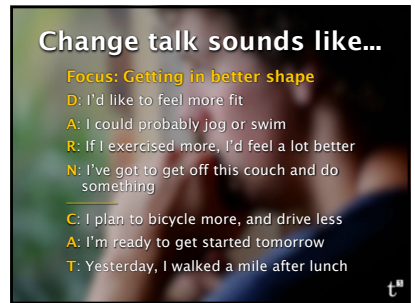 Change talk sounds like...
Focus: Getting in better shape
D: I'd like to feel more fit
A: I could probably jog or swim
R: If I exercised more, I'd feel a lot better
N: I've got to get off this couch and do
something
C: I plan to bicycle more, and drive less
A: I'm ready to get started tomorrow
T: Yesterday, I walked a mile after lunch
t